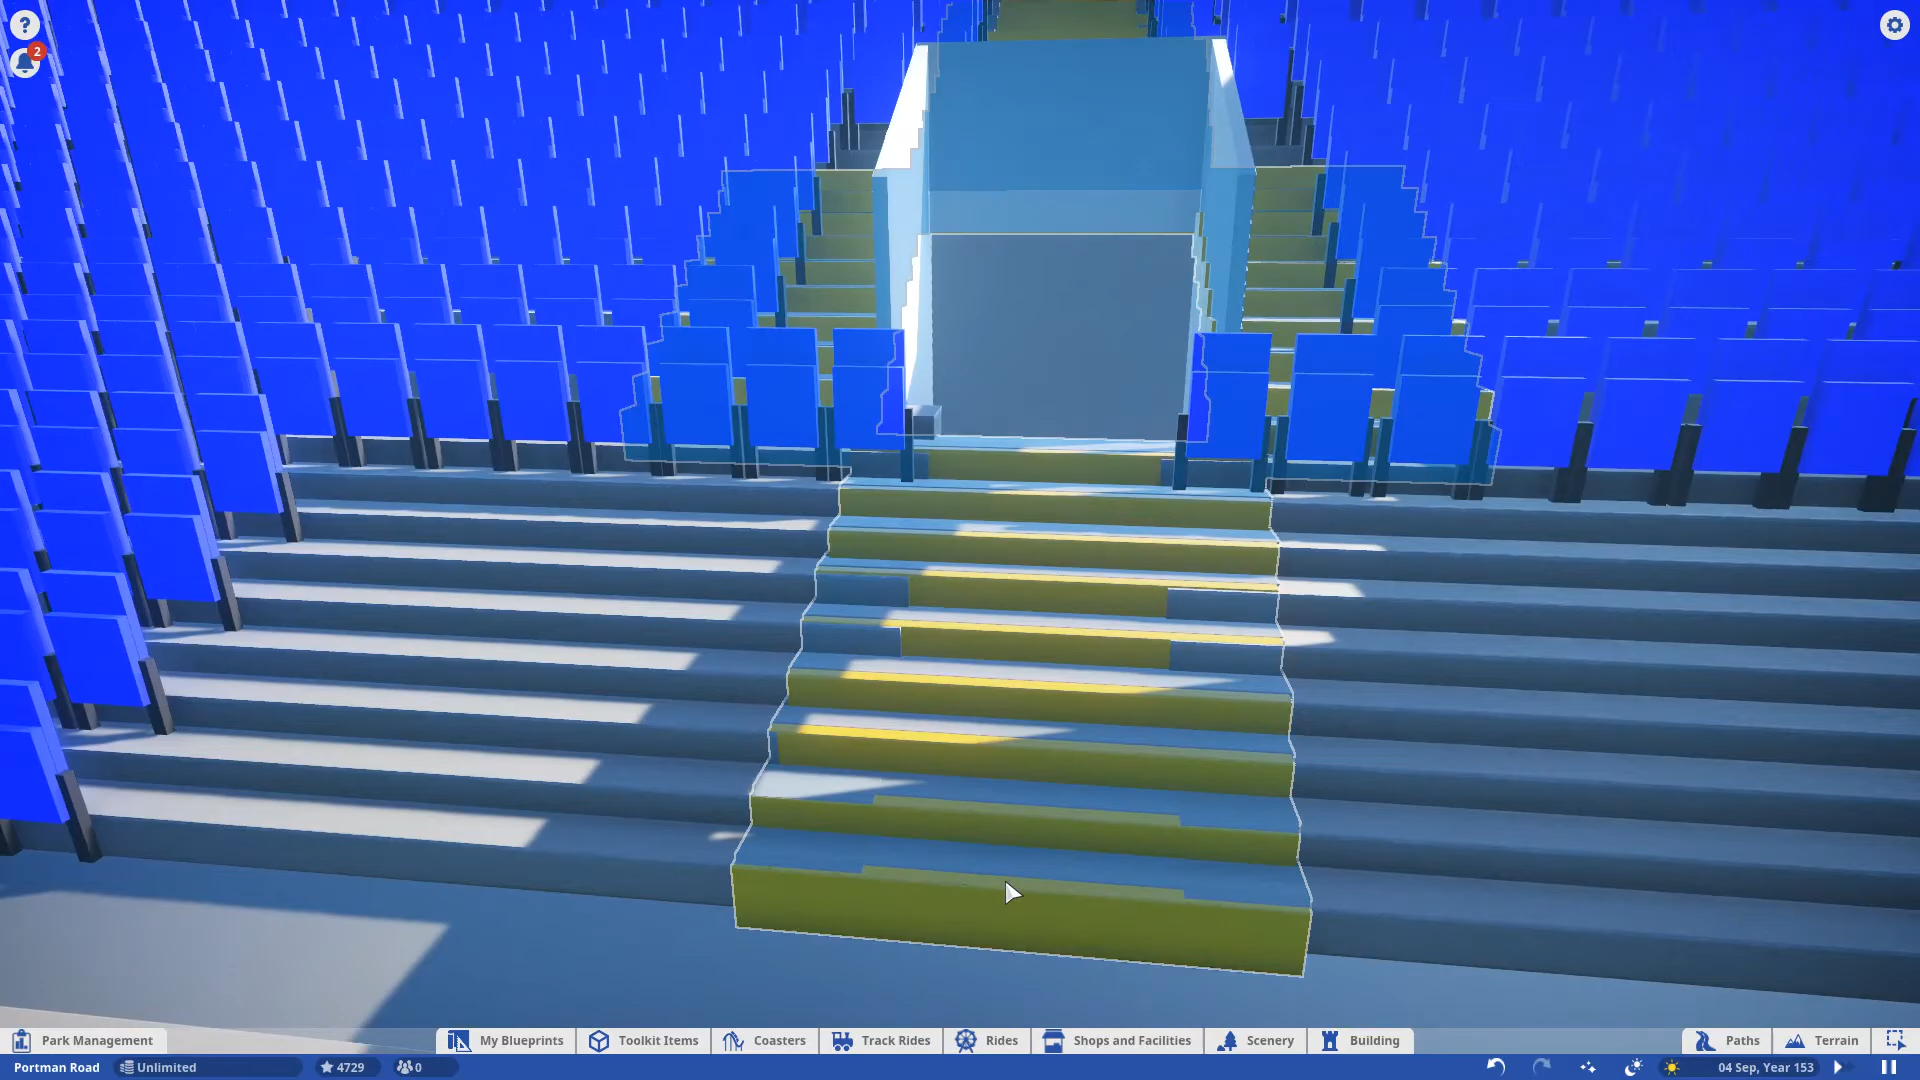 ?
2
Park Management
My Blueprints
Toolkit Items
Coasters
Track Rides
Rides
Shops and Facilities
Scenery
Building
Paths
Terrain
Portman Road
Unlimited
4729
0
04 Sep, Year 153